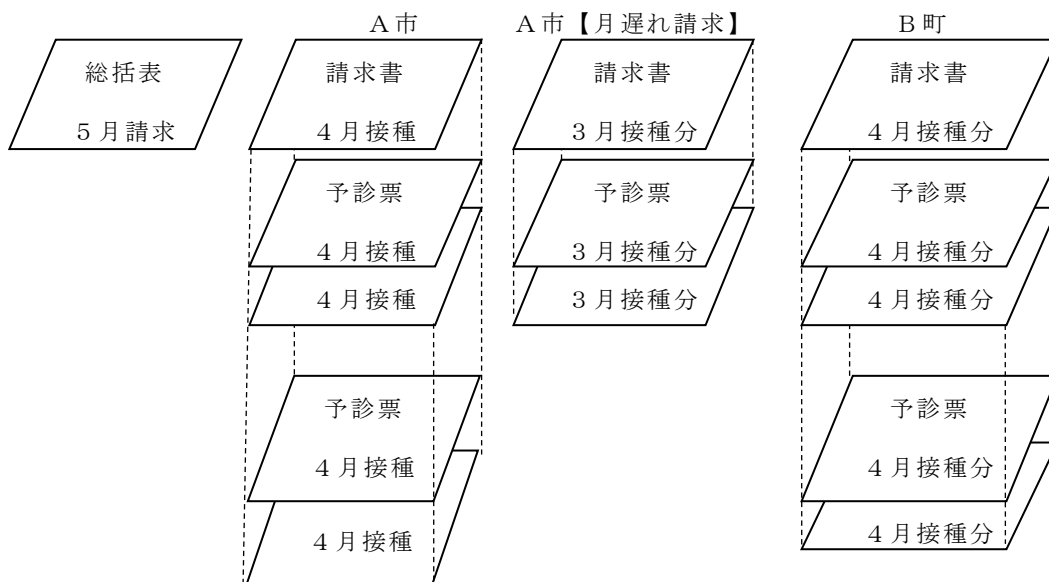 A市
A市【月遅れ請求】
B町
総括表
５月請求
請求書
４月接種
予診票
４月接種
４月接種
予診票
４月接種
４月接種
請求書
３月接種分
予診票
３月接種分
３月接種分
請求書
４月接種分
予診票
４月接種分
４月接種分
予診票
４月接種分
４月接種分